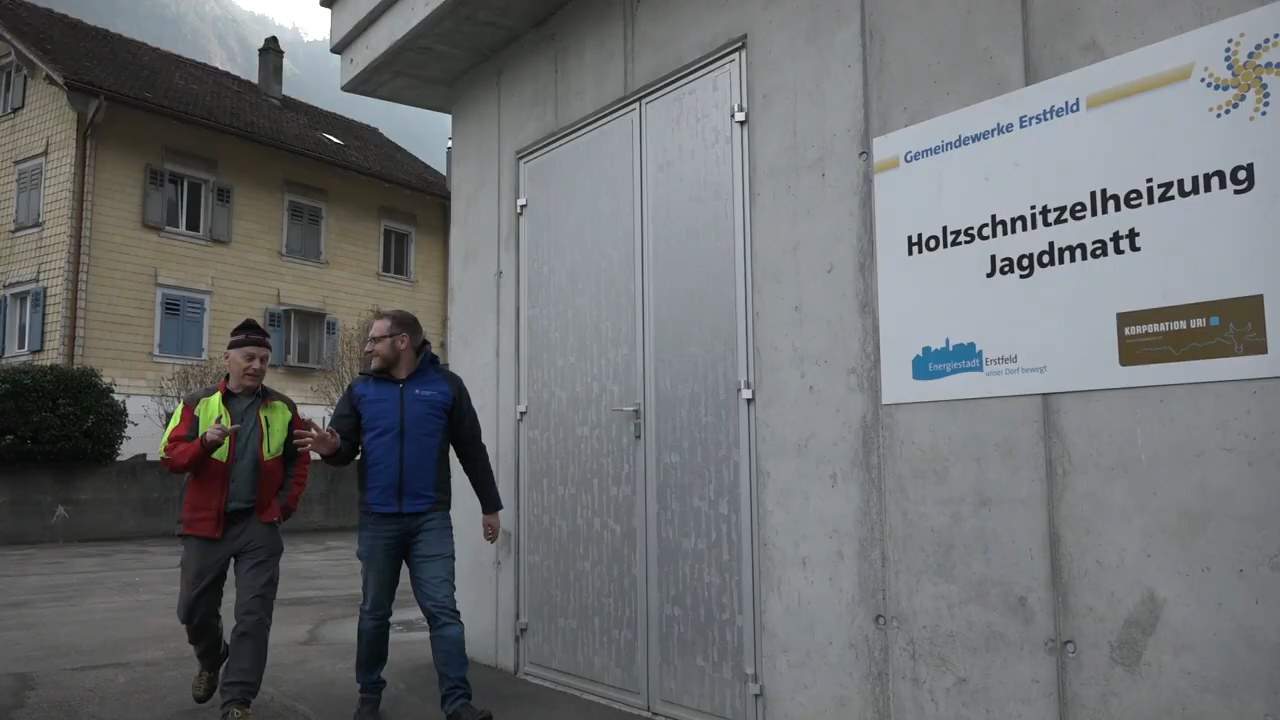 Gemeindewerke Erstfeld
Holzschnitzelheizung
Jagdmatt
Energiestadt
Erstfeld
unser Dorf bewegt
KORPORATION URI